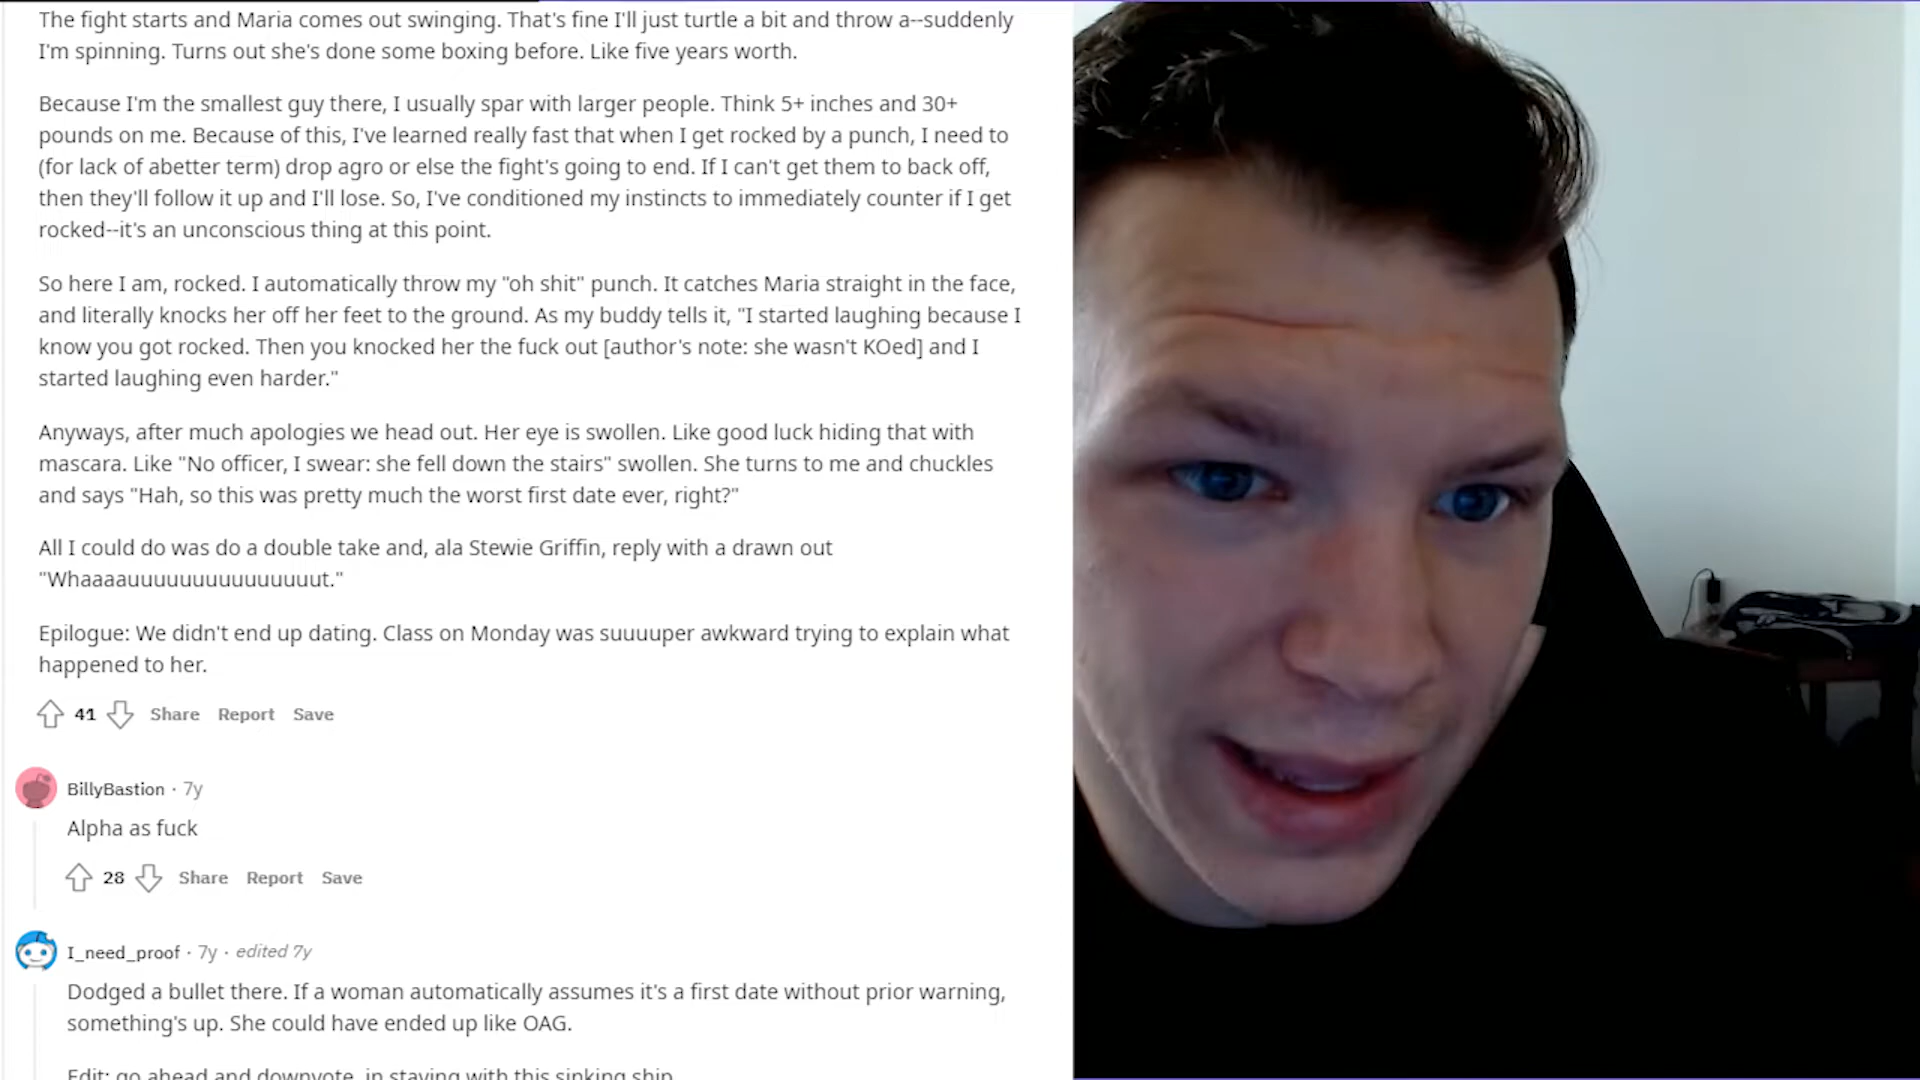 The fight starts and Maria comes out swinging. That's fine I'll just turtle a bit and throw a--suddenly
I'm spinning. Turns out she's done some boxing before. Like five years worth.
Because I'm the smallest guy there, I usually spar with larger people. Think 5+ inches and 30+
pounds on me. Because of this, I've learned really fast that when I get rocked by a punch, I need to
(for lack of abetter term) drop agro or else the fight's going to end. If I can't get them to back off,
then they'll follow it up and I'll lose. So, I've conditioned my instincts to immediately counter if I get
rocked--it's an unconscious thing at this point.
So here I am, rocked. I automatically throw my "oh shit" punch. It catches Maria straight in the face,
and literally knocks her off her feet to the ground. As my buddy tells it, "I started laughing because I
know you got rocked. Then you knocked her the fuck out [author's note: she wasn't KOed] and I
started laughing even harder."
Anyways, after much apologies we head out. Her eye is swollen. Like good luck hiding that with
mascara. Like "No officer, I swear: she fell down the stairs" swollen. She turns to me and chuckles
and says "Hah, so this was pretty much the worst first date ever, right?"
All I could do was do a double take and, ala Stewie Griffin, reply with a drawn out
"Whaaaauuuuuuuuuuuuuuut."
Epilogue: We didn't end up dating. Class on Monday was suuuuper awkward trying to explain what
happened to her.
41 Share Report Save
BillyBastion · 7y
Alpha as fuck
28 Share Report Save
I_need_proof · 7y · edited 7y
Dodged a bullet there. If a woman automatically assumes it's a first date without prior warning,
something's up. She could have ended up like OAG.
Edit: go ahead and downvote, in staying with this sinking ship